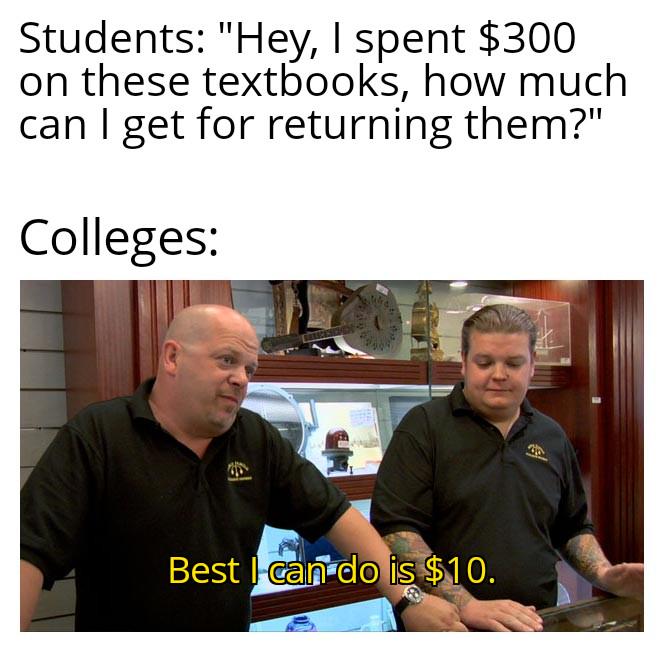 Students: "Hey, I spent $300
on these textbooks, how much
can I get for returning them?"
Colleges:
Best I can do is $10.